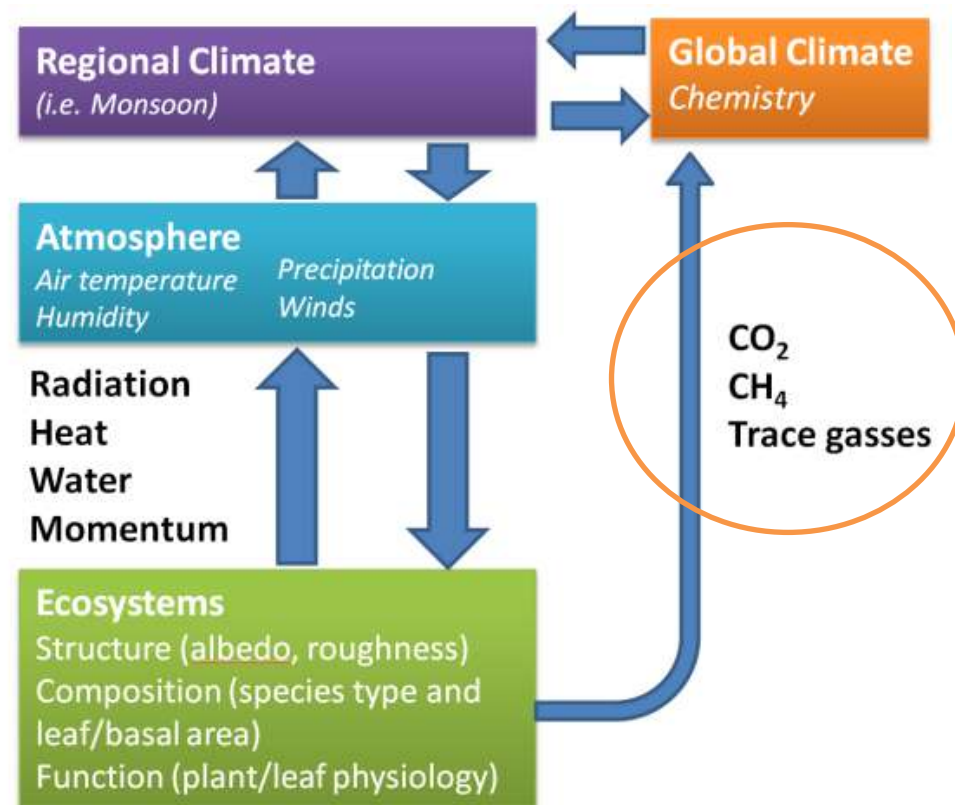 Regional Climate
(i.e. Monsoon)
Global Climate
Chemistry
Atmosphere
Air temperature
Humidity
Precipitation
Winds
Radiation
Heat
Water
Momentum
CO₂
CH₄
Trace gasses
Ecosystems
Structure (albedo, roughness)
Composition (species type and
leaf/basal area)
Function (plant/leaf physiology)